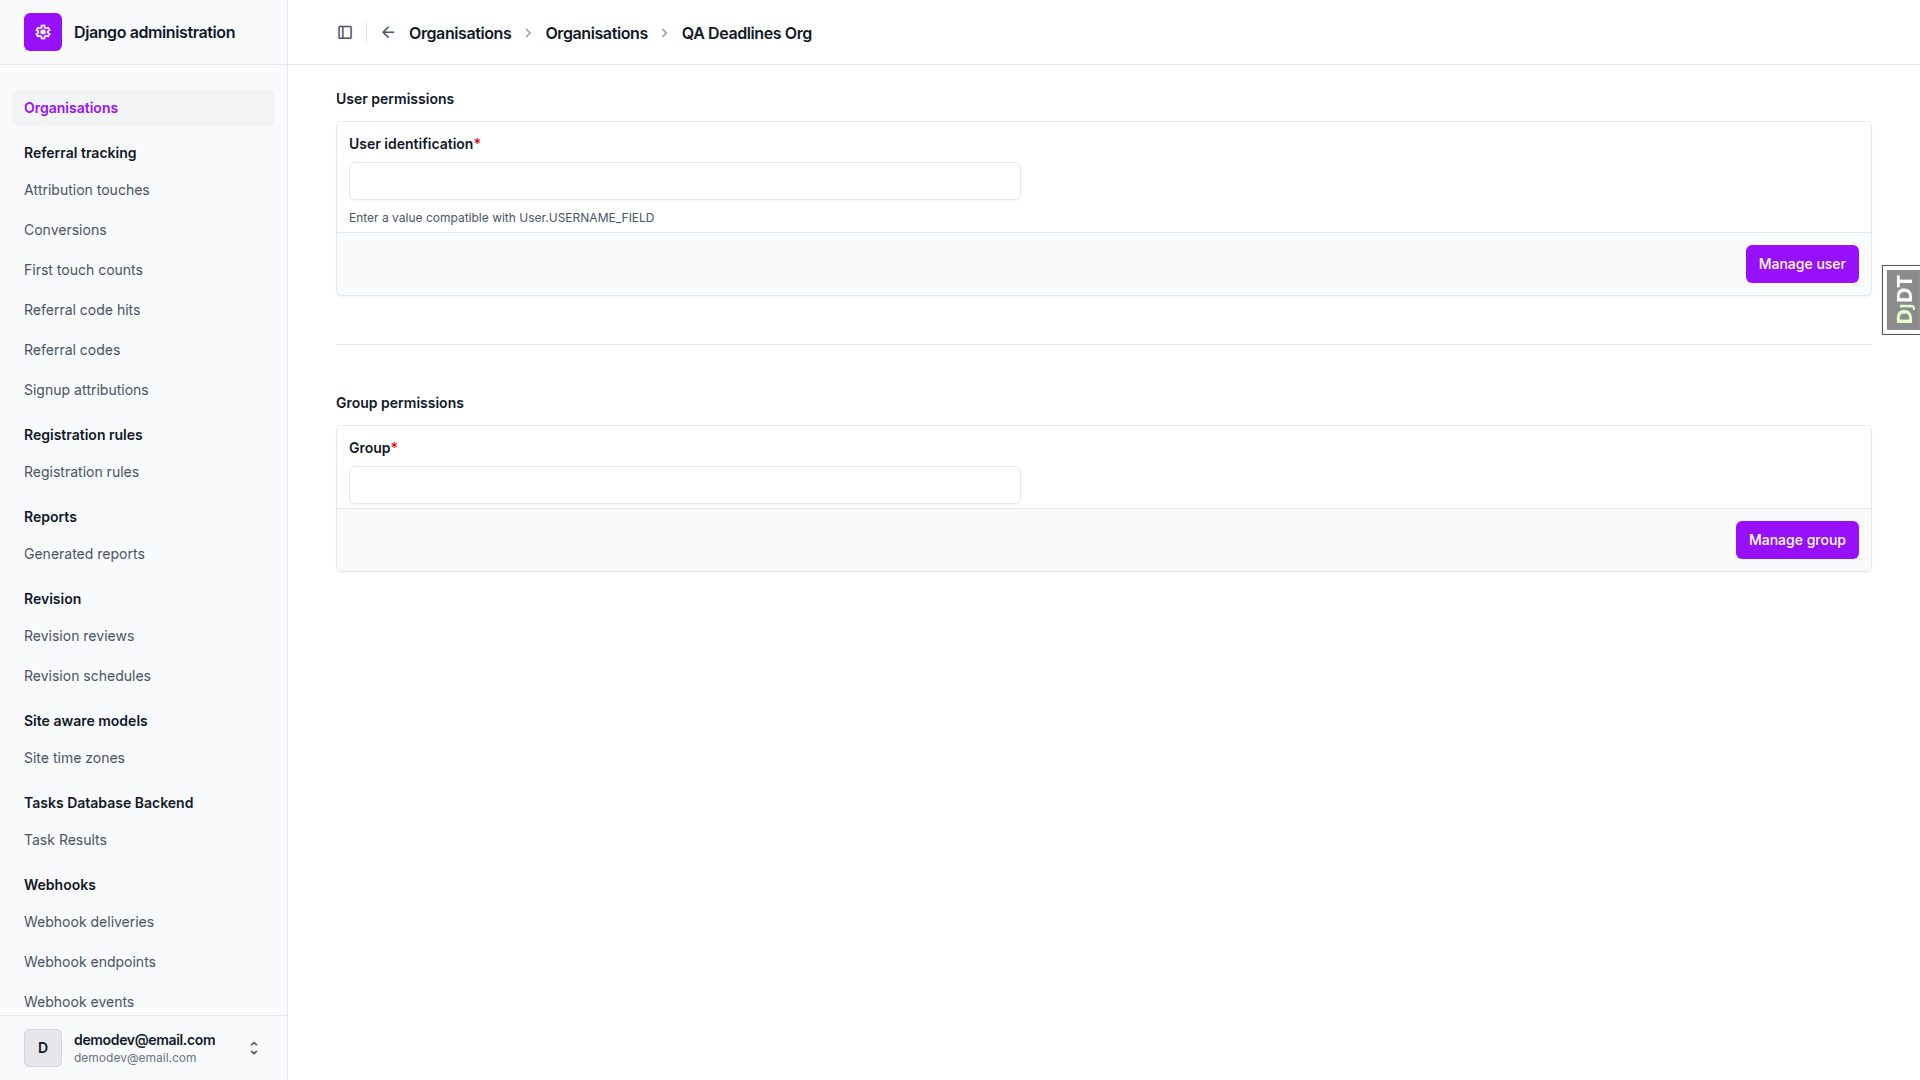 Django administration
Organisations
Organisations
QA Deadlines Org
Organisations
Referral tracking
Attribution touches
Conversions
First touch counts
Referral code hits
Referral codes
Signup attributions
Registration rules
Registration rules
Reports
Generated reports
Revision
Revision reviews
Revision schedules
Site aware models
Site time zones
Tasks Database Backend
Task Results
Webhooks
Webhook deliveries
Webhook endpoints
Webhook events
D
demodev@email.com
demodev@email.com
User permissions
User identification*
Enter a value compatible with User.USERNAME_FIELD
Manage user
Group permissions
Group*
Manage group
DjDT